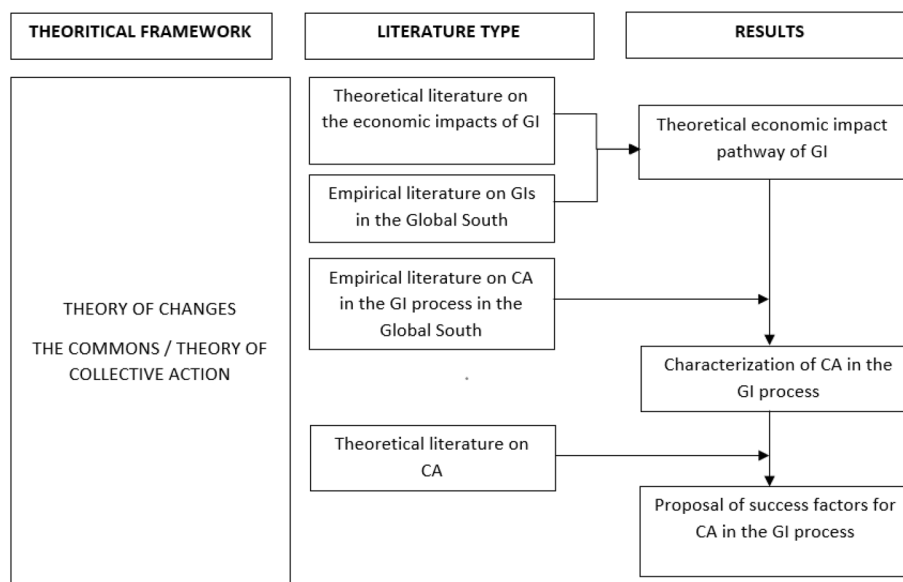 THEORITICAL FRAMEWORK
LITERATURE TYPE
RESULTS
THEORY OF CHANGES
THE COMMONS / THEORY OF
COLLECTIVE ACTION
Theoretical literature on
the economic impacts of GI
Empirical literature on GIs
in the Global South
Empirical literature on CA
in the GI process in the
Global South
Theoretical literature on
CA
Theoretical economic impact
pathway of GI
Characterization of CA in the
GI process
Proposal of success factors for
CA in the GI process